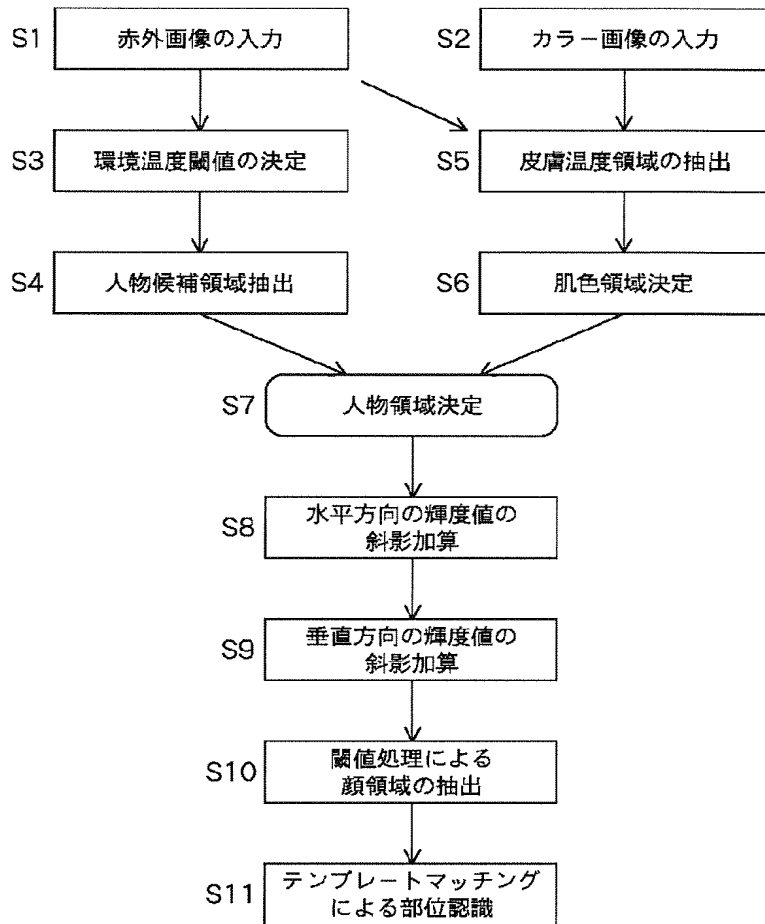 S1 赤外画像の入力
S2 カラー画像の入力
S3 環境温度閾値の決定
S5 皮膚温度領域の抽出
S4 人物候補領域抽出
S6 肌色領域決定
S7 人物領域決定
S8 水平方向の輝度値の
斜影加算
S9 垂直方向の輝度値の
斜影加算
S10 閾値処理による
顔領域の抽出
S11 テンプレートマッチング
による部位認識